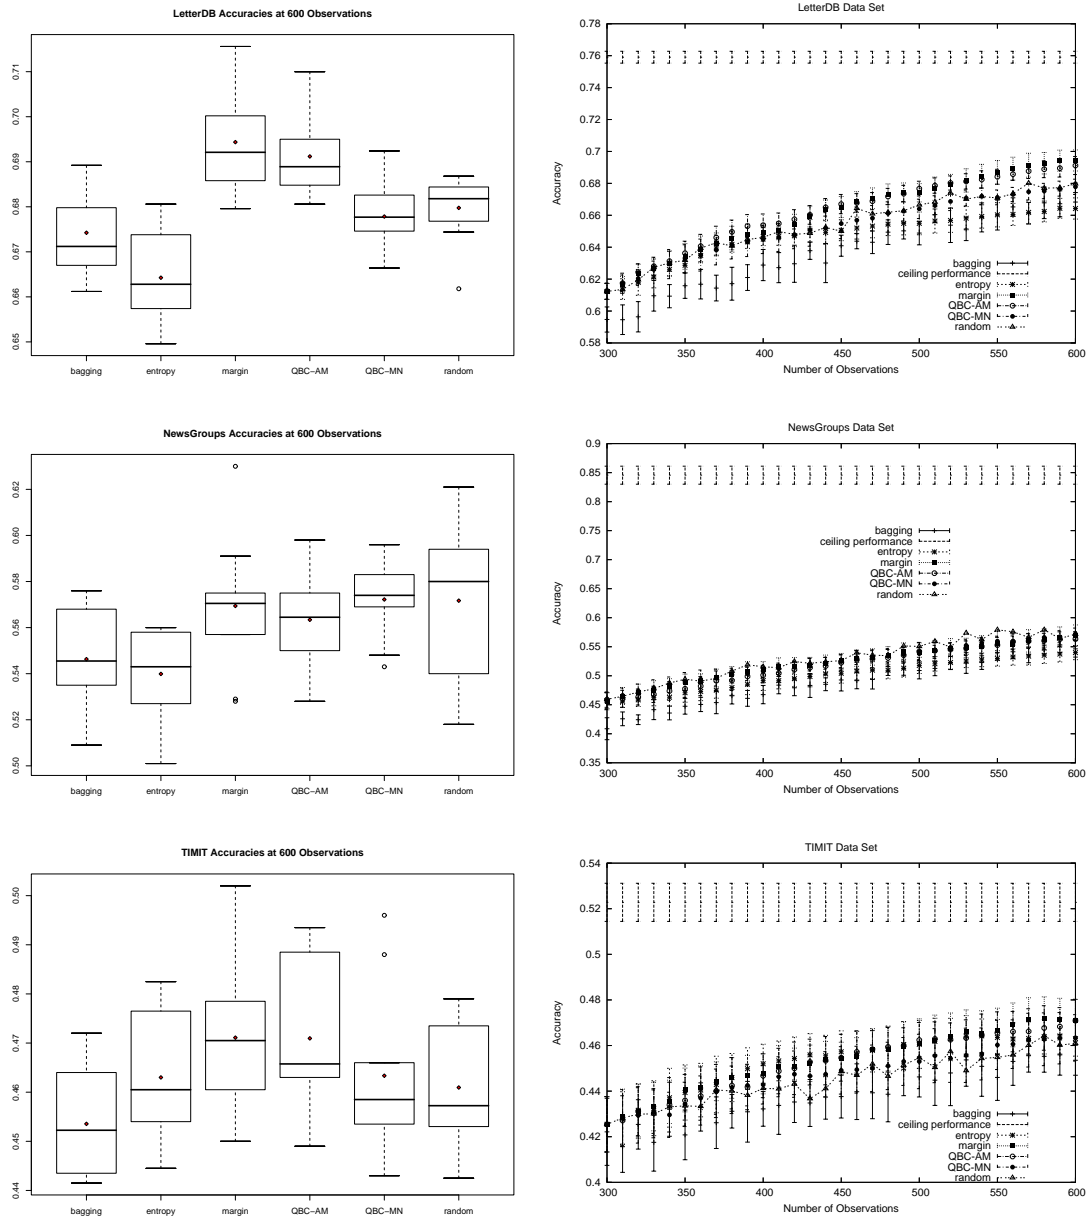 LetterDB Accuracies at 600 Observations
0.71
0.70
0.69
0.68
0.67
0.66
0.65
bagging entropy margin QBC−AM QBC−MN random
LetterDB Data Set
0.78
0.76
0.74
0.72
0.7
0.68
0.66
0.64
0.62
0.6
0.58
Accuracy
bagging
ceiling performance
entropy
margin
QBC-AM
QBC-MN
random
300 350 400 450 500 550 600
Number of Observations
NewsGroups Accuracies at 600 Observations
0.62
0.60
0.58
0.56
0.54
0.52
0.50
bagging entropy margin QBC−AM QBC−MN random
NewsGroups Data Set
0.9
0.85
0.8
0.75
0.7
0.65
0.6
0.55
0.5
0.45
0.4
0.35
Accuracy
bagging
ceiling performance
entropy
margin
QBC-AM
QBC-MN
random
300 350 400 450 500 550 600
Number of Observations
TIMIT Accuracies at 600 Observations
0.50
0.49
0.48
0.47
0.46
0.45
0.44
bagging entropy margin QBC−AM QBC−MN random
TIMIT Data Set
0.54
0.52
0.5
0.48
0.46
0.44
0.42
0.4
Accuracy
bagging
ceiling performance
entropy
margin
QBC-AM
QBC-MN
random
300 350 400 450 500 550 600
Number of Observations